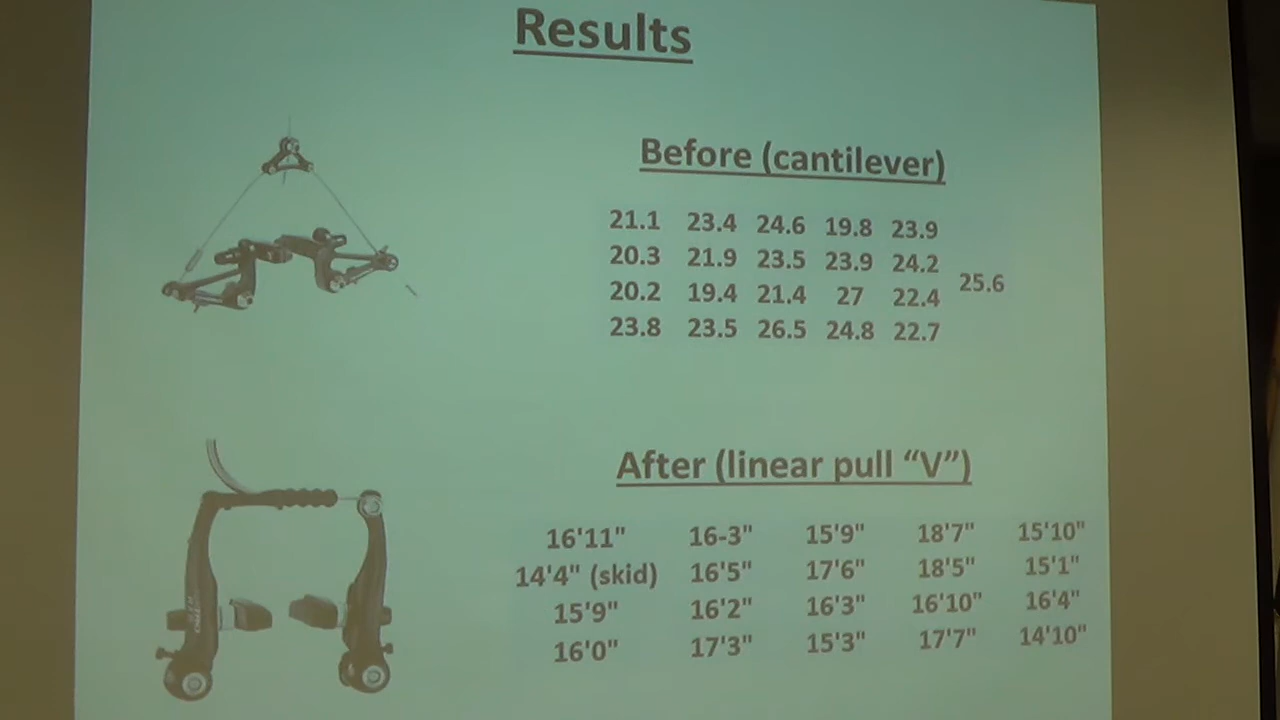 Results
Before (cantilever)
21.1 23.4 24.6 19.8 23.9
20.3 21.9 23.5 23.9 24.2
25.6
20.2 19.4 21.4 27 22.4
23.8 23.5 26.5 24.8 22.7
After (linear pull “V”)
16'11" 16-3" 15'9" 18'7" 15'10"
14'4" (skid) 16'5" 17'6" 18'5" 15'1"
15'9" 16'2" 16'3" 16'10" 16'4"
16'0" 17'3" 15'3" 17'7" 14'10"